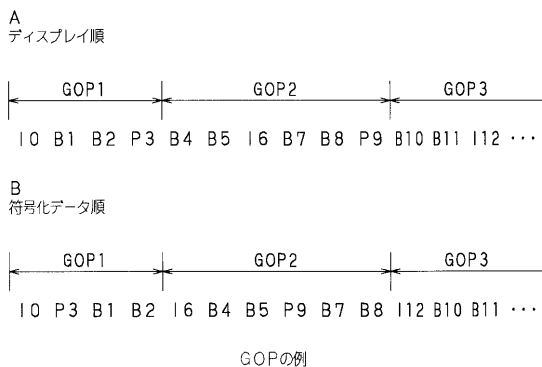 A
ディスプレイ順
GOP1 GOP2 GOP3
I0 B1 B2 P3 B4 B5 I6 B7 B8 P9 B10 B11 I12 ・・・
B
符号化データ順
GOP1 GOP2 GOP3
I0 P3 B1 B2 I6 B4 B5 P9 B7 B8 I12 B10 B11 ・・・
GOPの例